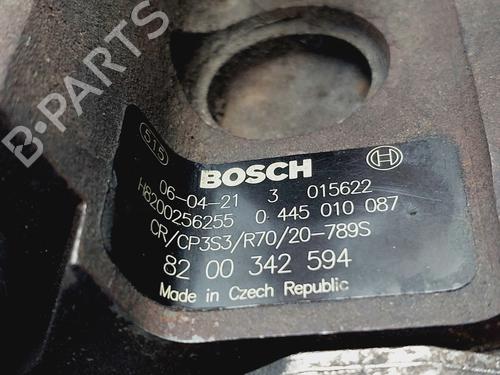 B-PARTS
515
BOSCH
06-04-21 3 015622
H8200256255 0 445 010 087
CR/CP3S3/R70/20-789S
82 00 342 594
Made in Czech Republic